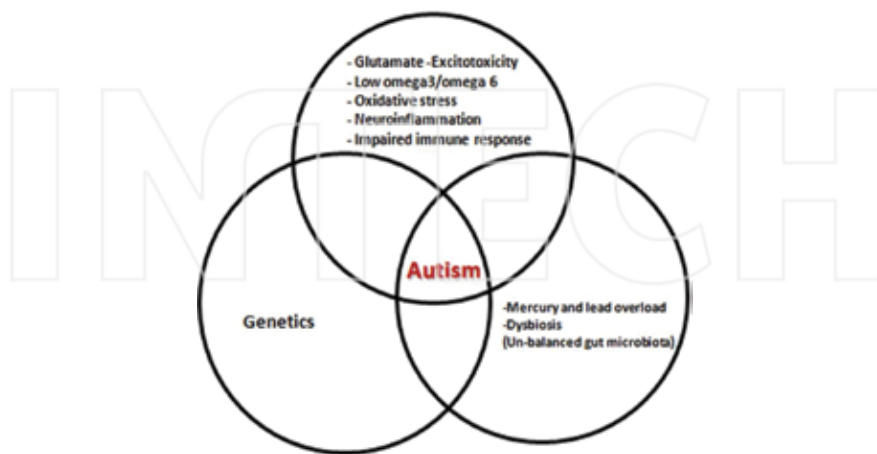 INTECH
- Glutamate -Excitotoxicity
- Low omega3/omega 6
- Oxidative stress
- Neuroinflammation
- Impaired immune response
Autism
Genetics
-Mercury and lead overload
-Dysbiosis
(Un-balanced gut microbiota)